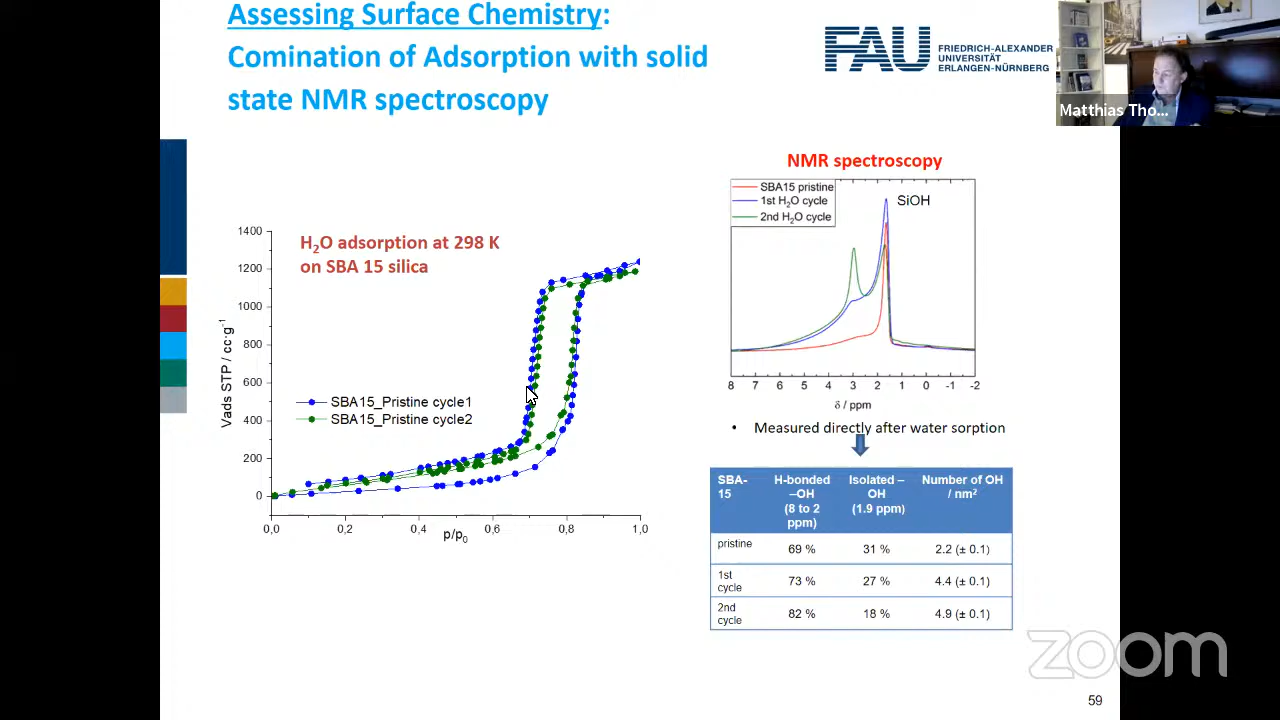 Assessing Surface Chemistry:
Comination of Adsorption with solid
state NMR spectroscopy
FAU
FRIEDRICH-ALEXANDER
UNIVERSITÄT
ERLANGEN-NÜRNBERG
Matthias Tho...
H₂O adsorption at 298 K
on SBA 15 silica
Vads STP / cc·g⁻¹
1400
1200
1000
800
600
400
200
0
SBA15_Pristine cycle1
SBA15_Pristine cycle2
0,0 0,2 0,4 0,6 0,8 1,0
p/p₀
NMR spectroscopy
SBA15 pristine
1st H₂O cycle
2nd H₂O cycle
SiOH
8 7 6 5 4 3 2 1 0 -1 -2
δ / ppm
• Measured directly after water sorption
SBA-15 H-bonded –OH (8 to 2 ppm) Isolated –OH (1.9 ppm) Number of OH / nm²
pristine 69 % 31 % 2.2 (± 0.1)
1st cycle 73 % 27 % 4.4 (± 0.1)
2nd cycle 82 % 18 % 4.9 (± 0.1)
zoom
59